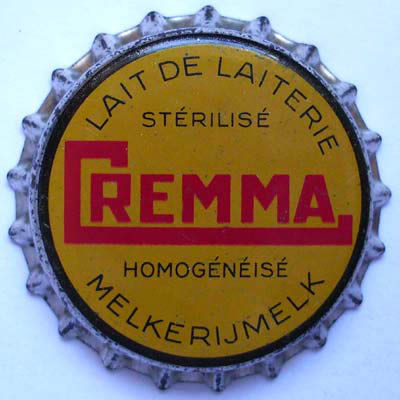 LAIT DE LAITERIE
STÉRILISÉ
CREMMA
HOMOGÉNÉISÉ
MELKERIJMELK